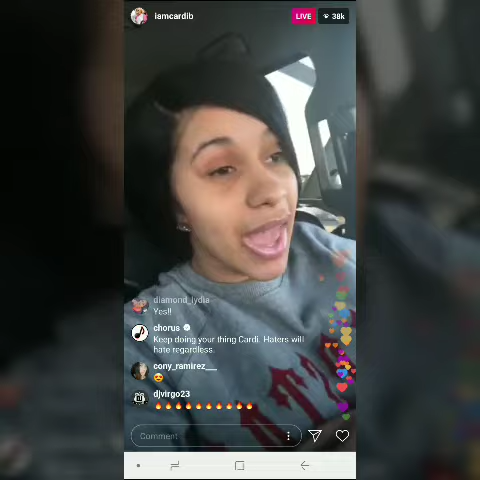 iamcardib
LIVE
38k
diamond_lydia
Yes!!
chorus
Keep doing your thing Cardi. Haters will
hate regardless.
cony_ramirez__
djvirgo23
Comment